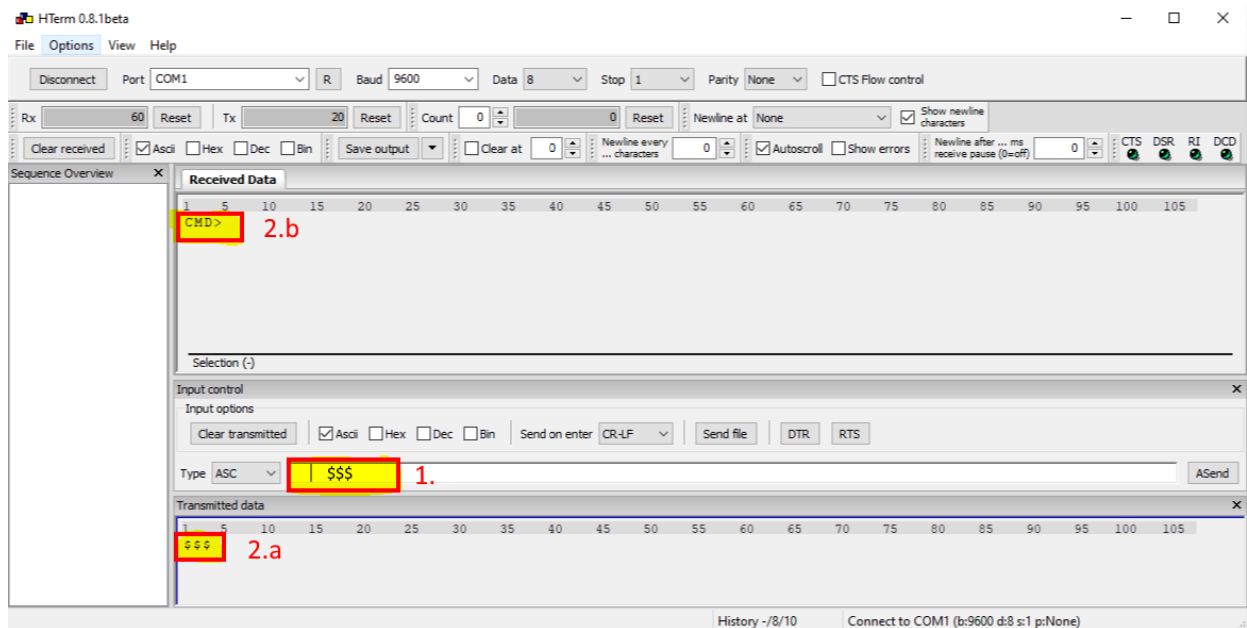 HTerm 0.8.1beta
File Options View Help
Disconnect Port COM1 R Baud 9600 Data 8 Stop 1 Parity None CTS Flow control
Rx 60 Reset Tx 20 Reset Count 0 0 Reset Newline at None Show newline characters
Clear received Ascii Hex Dec Bin Save output Clear at 0 Newline every ... characters 0 Autoscroll Show errors Newline after ... ms receive pause (0=off) 0 CTS DSR RI DCD
Sequence Overview x Received Data
1 5 10 15 20 25 30 35 40 45 50 55 60 65 70 75 80 85 90 95 100 105
CMD> 2.b
Selection (-)
Input control x
Input options
Clear transmitted Ascii Hex Dec Bin Send on enter CR-LF Send file DTR RTS
Type ASC $$$ 1. ASend
Transmitted data x
1 5 10 15 20 25 30 35 40 45 50 55 60 65 70 75 80 85 90 95 100 105
$$$ 2.a
History -/8/10 Connect to COM1 (b:9600 d:8 s:1 p:None)